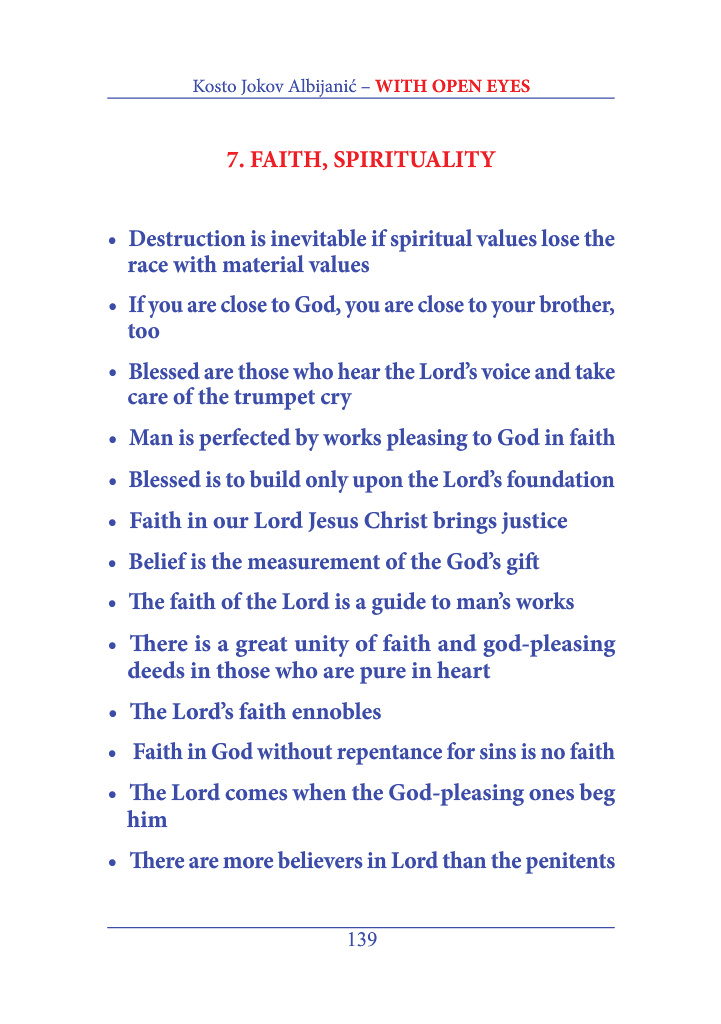 Kosto Jokov Albijanić – WITH OPEN EYES
7. FAITH, SPIRITUALITY
• Destruction is inevitable if spiritual values lose the
race with material values
• If you are close to God, you are close to your brother,
too
• Blessed are those who hear the Lord's voice and take
care of the trumpet cry
• Man is perfected by works pleasing to God in faith
• Blessed is to build only upon the Lord's foundation
• Faith in our Lord Jesus Christ brings justice
• Belief is the measurement of the God's gift
• The faith of the Lord is a guide to man's works
• There is a great unity of faith and god-pleasing
deeds in those who are pure in heart
• The Lord's faith ennobles
• Faith in God without repentance for sins is no faith
• The Lord comes when the God-pleasing ones beg
him
• There are more believers in Lord than the penitents
139